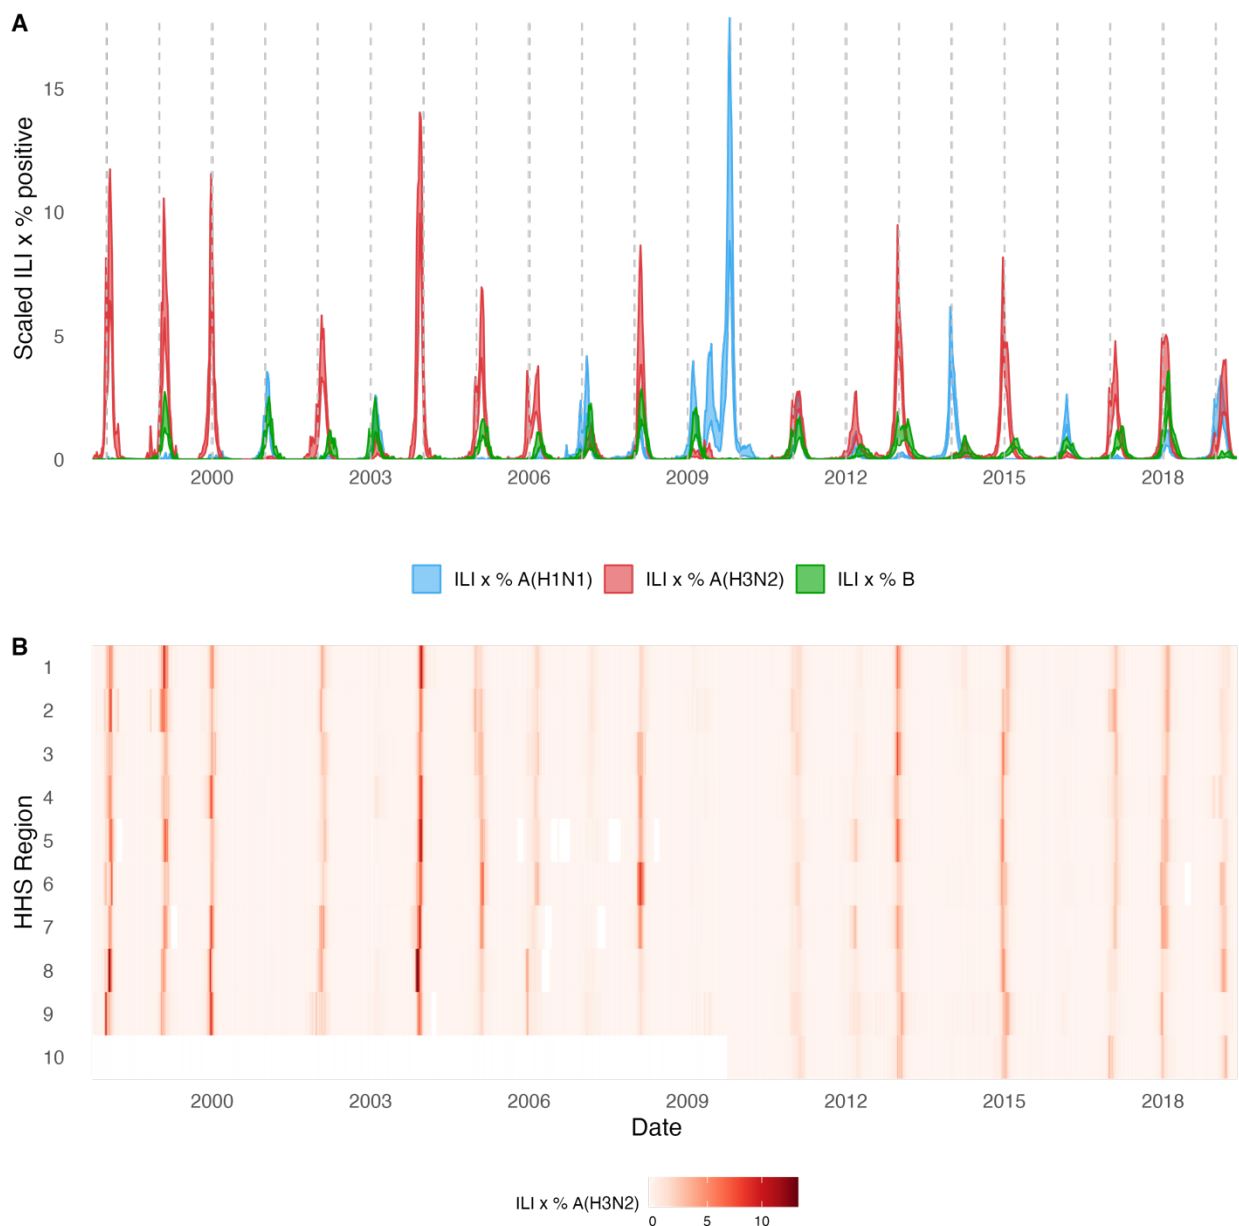 A
Scaled ILI x % positive
15
10
5
0
2000 2003 2006 2009 2012 2015 2018
ILI x % A(H1N1) ILI x % A(H3N2) ILI x % B
B
HHS Region
1
2
3
4
5
6
7
8
9
10
2000 2003 2006 2009 2012 2015 2018
Date
ILI x % A(H3N2)
0 5 10